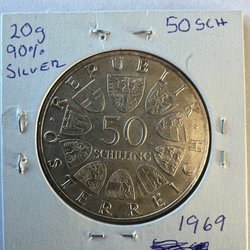 20g
90%
SILVER
50 SCH
REPUBLIK
ÖSTERREICH
50
SCHILLING
1969